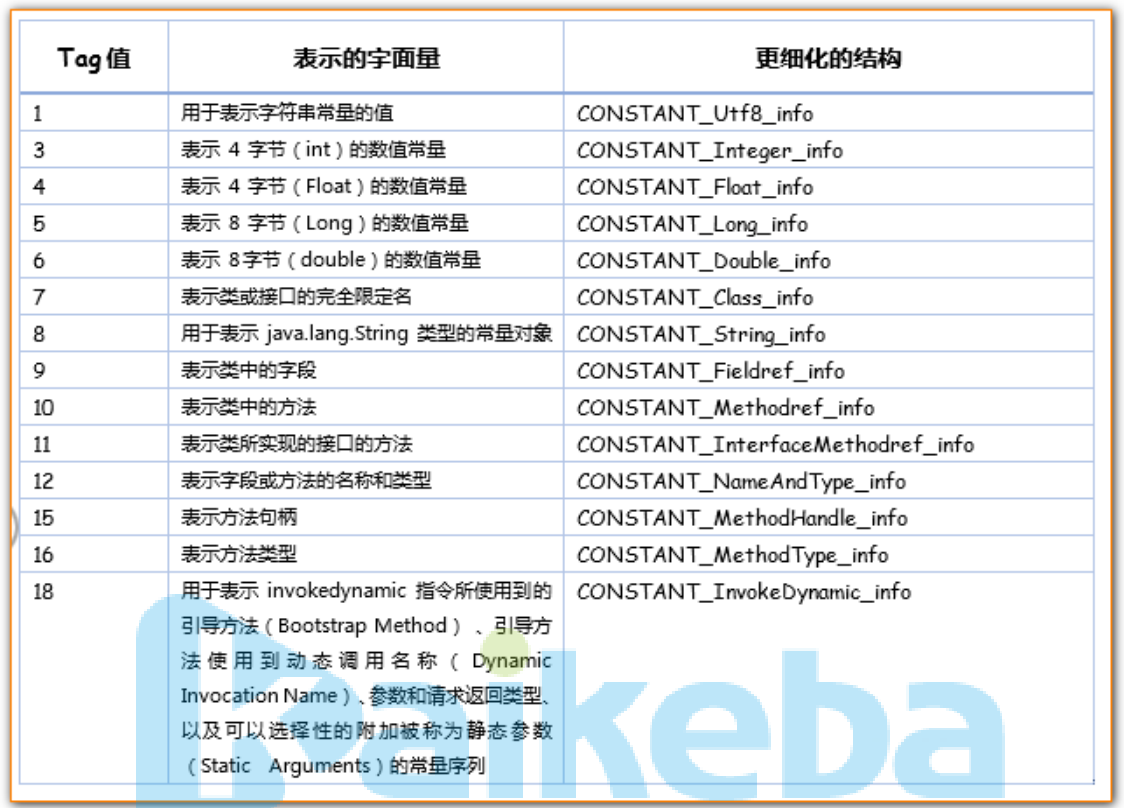 Tag值 表示的字面量 更细化的结构
1 用于表示字符串常量的值 CONSTANT_Utf8_info
3 表示 4 字节（int）的数值常量 CONSTANT_Integer_info
4 表示 4 字节（Float）的数值常量 CONSTANT_Float_info
5 表示 8 字节（Long）的数值常量 CONSTANT_Long_info
6 表示 8字节（double）的数值常量 CONSTANT_Double_info
7 表示类或接口的完全限定名 CONSTANT_Class_info
8 用于表示 java.lang.String 类型的常量对象 CONSTANT_String_info
9 表示类中的字段 CONSTANT_Fieldref_info
10 表示类中的方法 CONSTANT_Methodref_info
11 表示类所实现的接口的方法 CONSTANT_InterfaceMethodref_info
12 表示字段或方法的名称和类型 CONSTANT_NameAndType_info
15 表示方法句柄 CONSTANT_MethodHandle_info
16 表示方法类型 CONSTANT_MethodType_info
18 用于表示 invokedynamic 指令所使用到的 CONSTANT_InvokeDynamic_info
引导方法（Bootstrap Method）、引导方
法使用到动态调用名称（Dynamic
Invocation Name）、参数和请求返回类型、
以及可以选择性的附加被称为静态参数
（Static Arguments）的常量序列
kaikeba